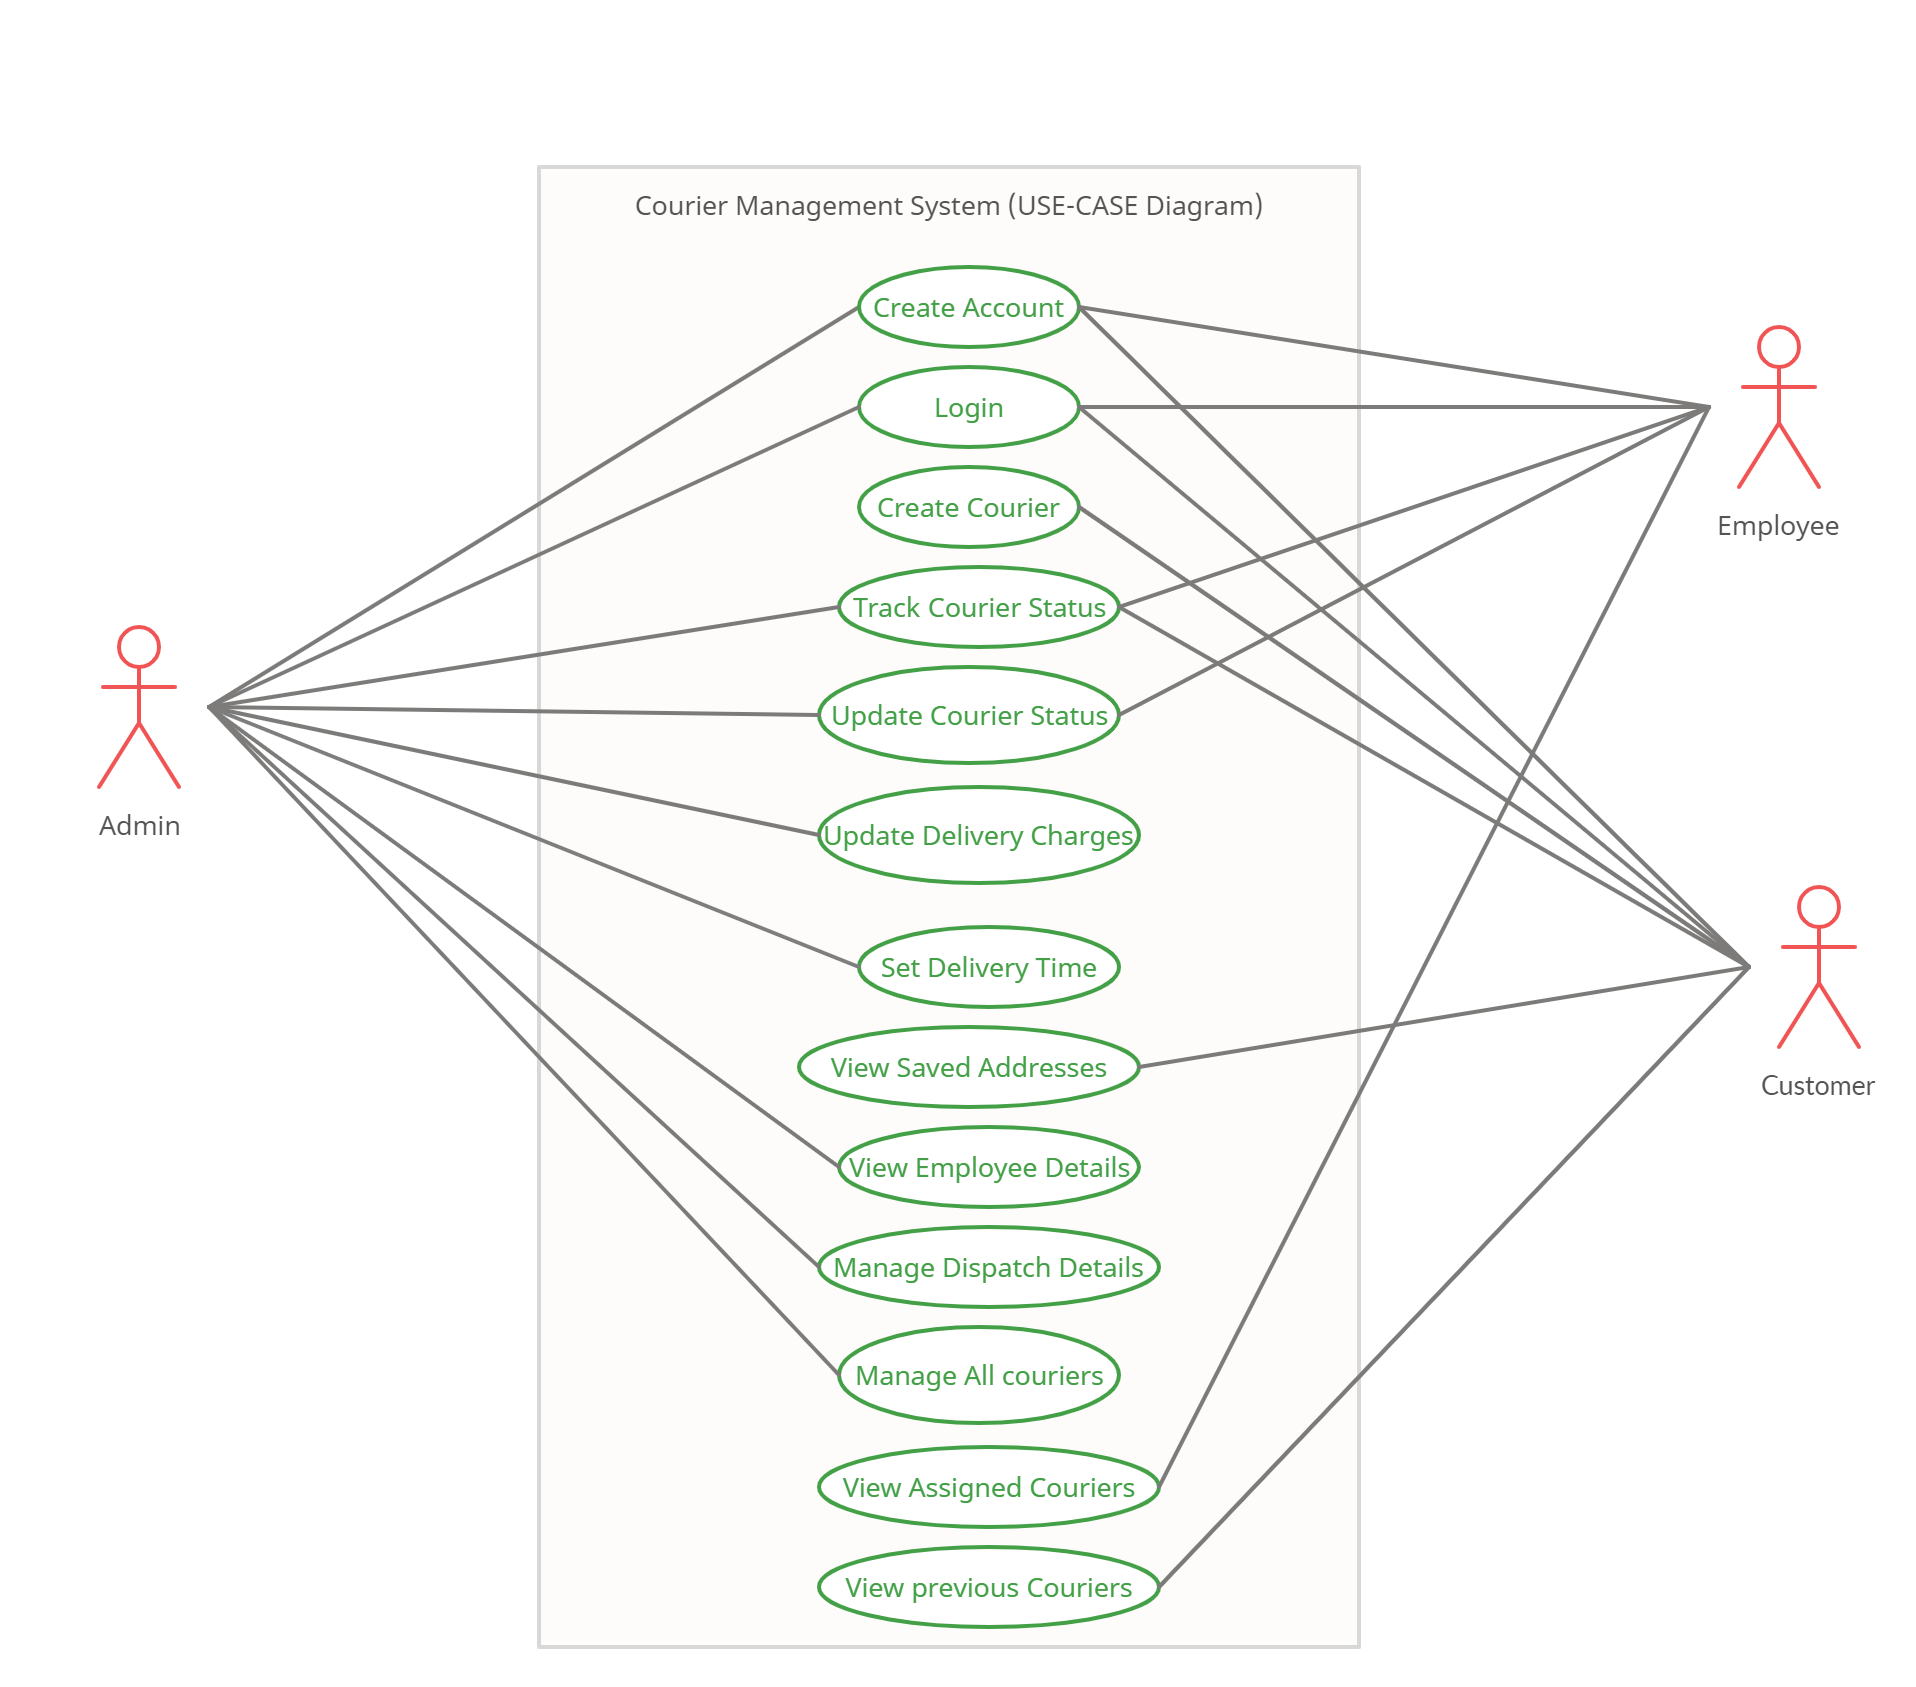 Courier Management System (USE-CASE Diagram)
Create Account
Login
Create Courier
Employee
Track Courier Status
Update Courier Status
Admin
Update Delivery Charges
Set Delivery Time
View Saved Addresses
Customer
View Employee Details
Manage Dispatch Details
Manage All couriers
View Assigned Couriers
View previous Couriers